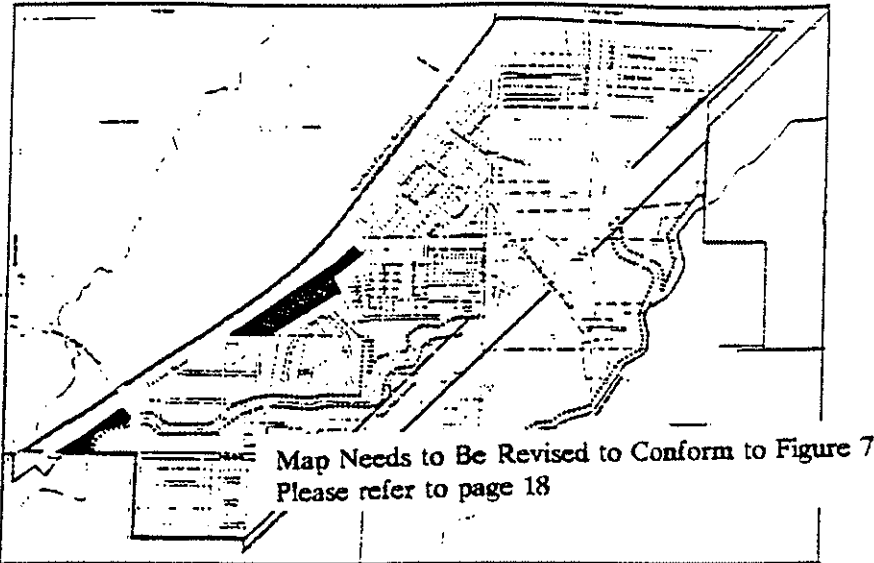 Map Needs to Be Revised to Conform to Figure 7
Please refer to page 18